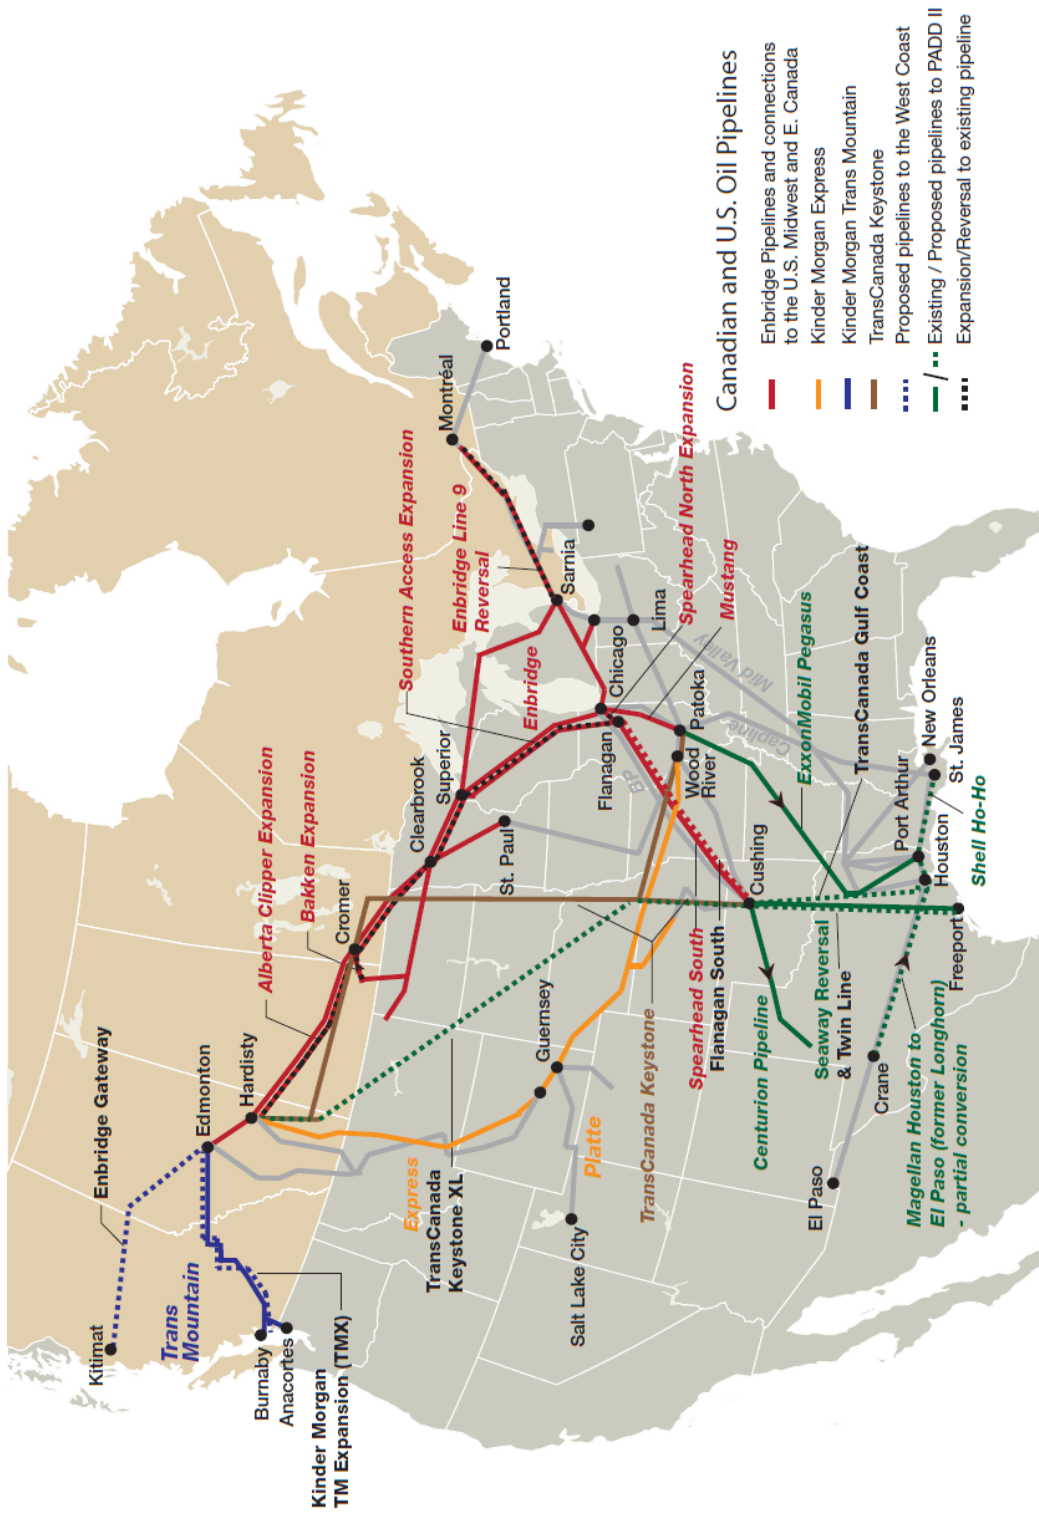 Kitimat
Enbridge Gateway
Trans
Mountain
Burnaby
Anacortes
Kinder Morgan
TM Expansion (TMX)
Edmonton
Hardisty
Alberta Clipper Expansion
Bakken Expansion
Cromer
Express
TransCanada
Keystone XL
Clearbrook
Superior
Southern Access Expansion
Enbridge Line 9
Reversal
Montréal
Portland
St. Paul
Enbridge
Sarnia
Guernsey
Platte
Salt Lake City
Flanagan
Chicago
Lima
BP
Wood
River
Patoka
Spearhead North Expansion
Mustang
Mid Valley
Capline
TransCanada Keystone
Spearhead South
Flanagan South
Cushing
Centurion Pipeline
Seaway Reversal
& Twin Line
ExxonMobil Pegasus
TransCanada Gulf Coast
El Paso
Crane
Magellan Houston to
El Paso (former Longhorn)
- partial conversion
Freeport
Houston
Port Arthur
New Orleans
St. James
Shell Ho-Ho
Canadian and U.S. Oil Pipelines
Enbridge Pipelines and connections
to the U.S. Midwest and E. Canada
Kinder Morgan Express
Kinder Morgan Trans Mountain
TransCanada Keystone
Proposed pipelines to the West Coast
/ Existing / Proposed pipelines to PADD II
Expansion/Reversal to existing pipeline